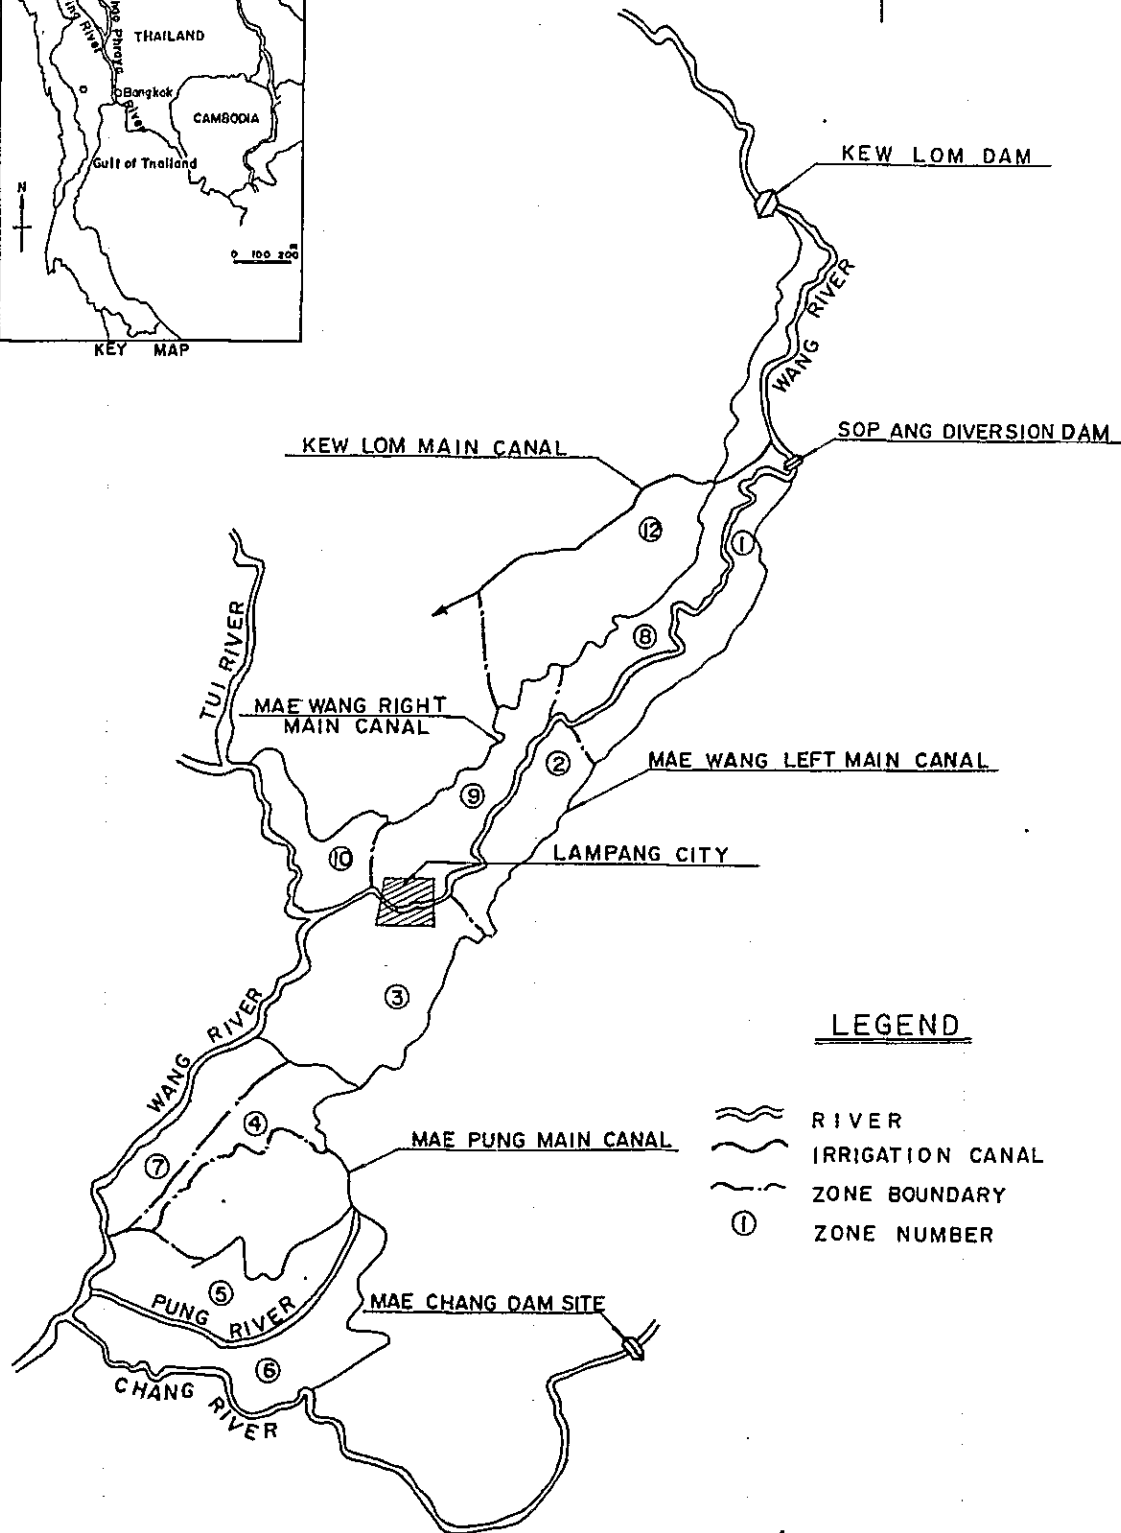 THAILAND
Bangkok
River
CAMBODIA
Gulf of Thailand
N
0 100 200
KEY MAP
KEW LOM DAM
WANG RIVER
SOP ANG DIVERSION DAM
KEW LOM MAIN CANAL
12
1
8
TUI RIVER
MAE WANG RIGHT
MAIN CANAL
2
MAE WANG LEFT MAIN CANAL
9
10
LAMPANG CITY
3
WANG RIVER
LEGEND
RIVER
IRRIGATION CANAL
ZONE BOUNDARY
1 ZONE NUMBER
4
MAE PUNG MAIN CANAL
7
5
PUNG RIVER
MAE CHANG DAM SITE
6
CHANG RIVER